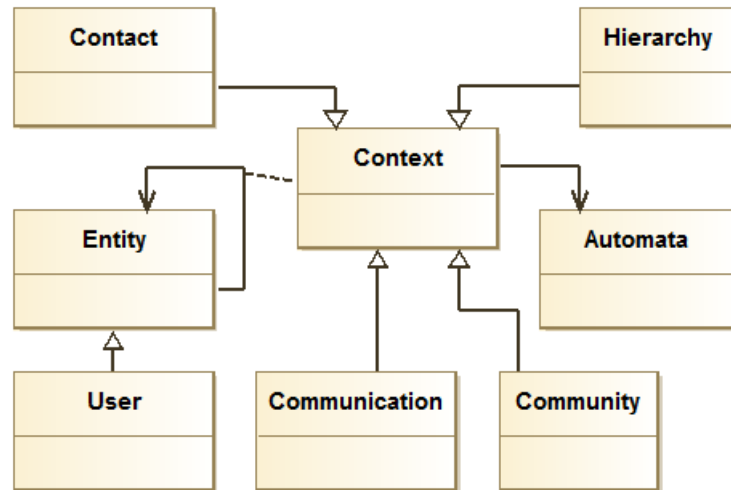 Contact
Hierarchy
Context
Entity
Automata
User
Communication
Community